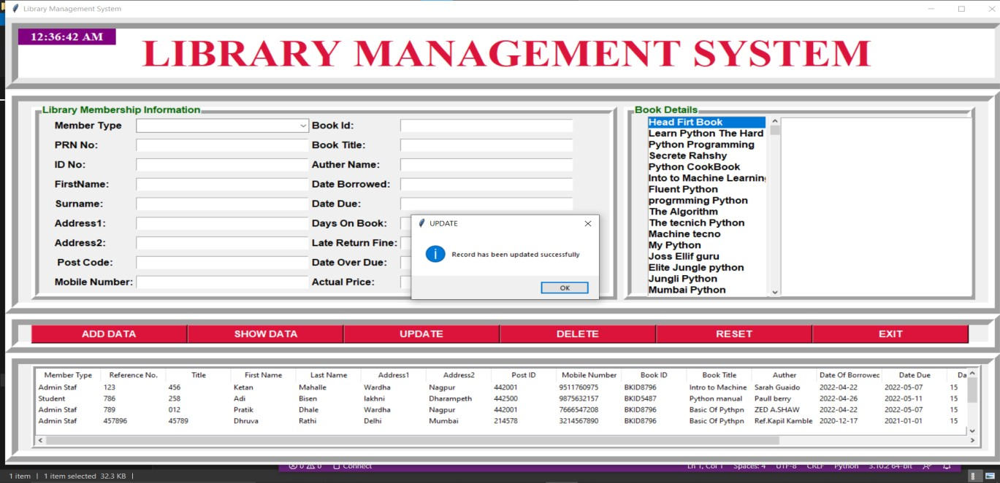 Library Management System
12:36:42 AM
LIBRARY MANAGEMENT SYSTEM
Library Membership Information
Member Type
PRN No:
ID No:
FirstName:
Surname:
Address1:
Address2:
Post Code:
Mobile Number:
Book Id:
Book Title:
Auther Name:
Date Borrowed:
Date Due:
Days On Book:
Late Return Fine:
Date Over Due:
Actual Price:
UPDATE
Record has been updated successfully
OK
Book Details
Head Firt Book
Learn Python The Hard
Python Programming
Secrete Rahshy
Python CookBook
Into to Machine Learning
Fluent Python
progrmming Python
The Algorithm
The tecnich Python
Machine tecno
My Python
Joss Ellif guru
Elite Jungle python
Jungli Python
Mumbai Python
ADD DATA SHOW DATA UPDATE DELETE RESET EXIT
Member Type Reference No. Title First Name Last Name Address1 Address2 Post ID Mobile Number Book ID Book Title Auther Date Of Borrowec Date Due Da
Admin Staf 123 456 Ketan Mahalle Wardha Nagpur 442001 9511760975 BKID8796 Intro to Machine Sarah Guaido 2022-04-22 2022-05-07 15
Student 786 258 Adi Bisen lakhni Dharampeth 442500 9875632157 BKID5487 Python manual Paull berry 2022-04-26 2022-05-11 15
Admin Staf 789 012 Pratik Dhale Wardha Nagpur 442001 7666547208 BKID8796 Basic Of Pythpn ZED A.SHAW 2022-04-22 2022-05-07 15
Admin Staf 457896 45789 Dhruva Rathi Delhi Mumbai 214578 3214567890 BKID8796 Basic Of Pythpn Ref.Kapil Kamble 2020-12-17 2021-01-01 15
0 0 Connect Ln 1, Col 1 Spaces: 4 UTF-8 CRLF Python 3.10.2 64-bit
1 item | 1 item selected 32.3 KB |